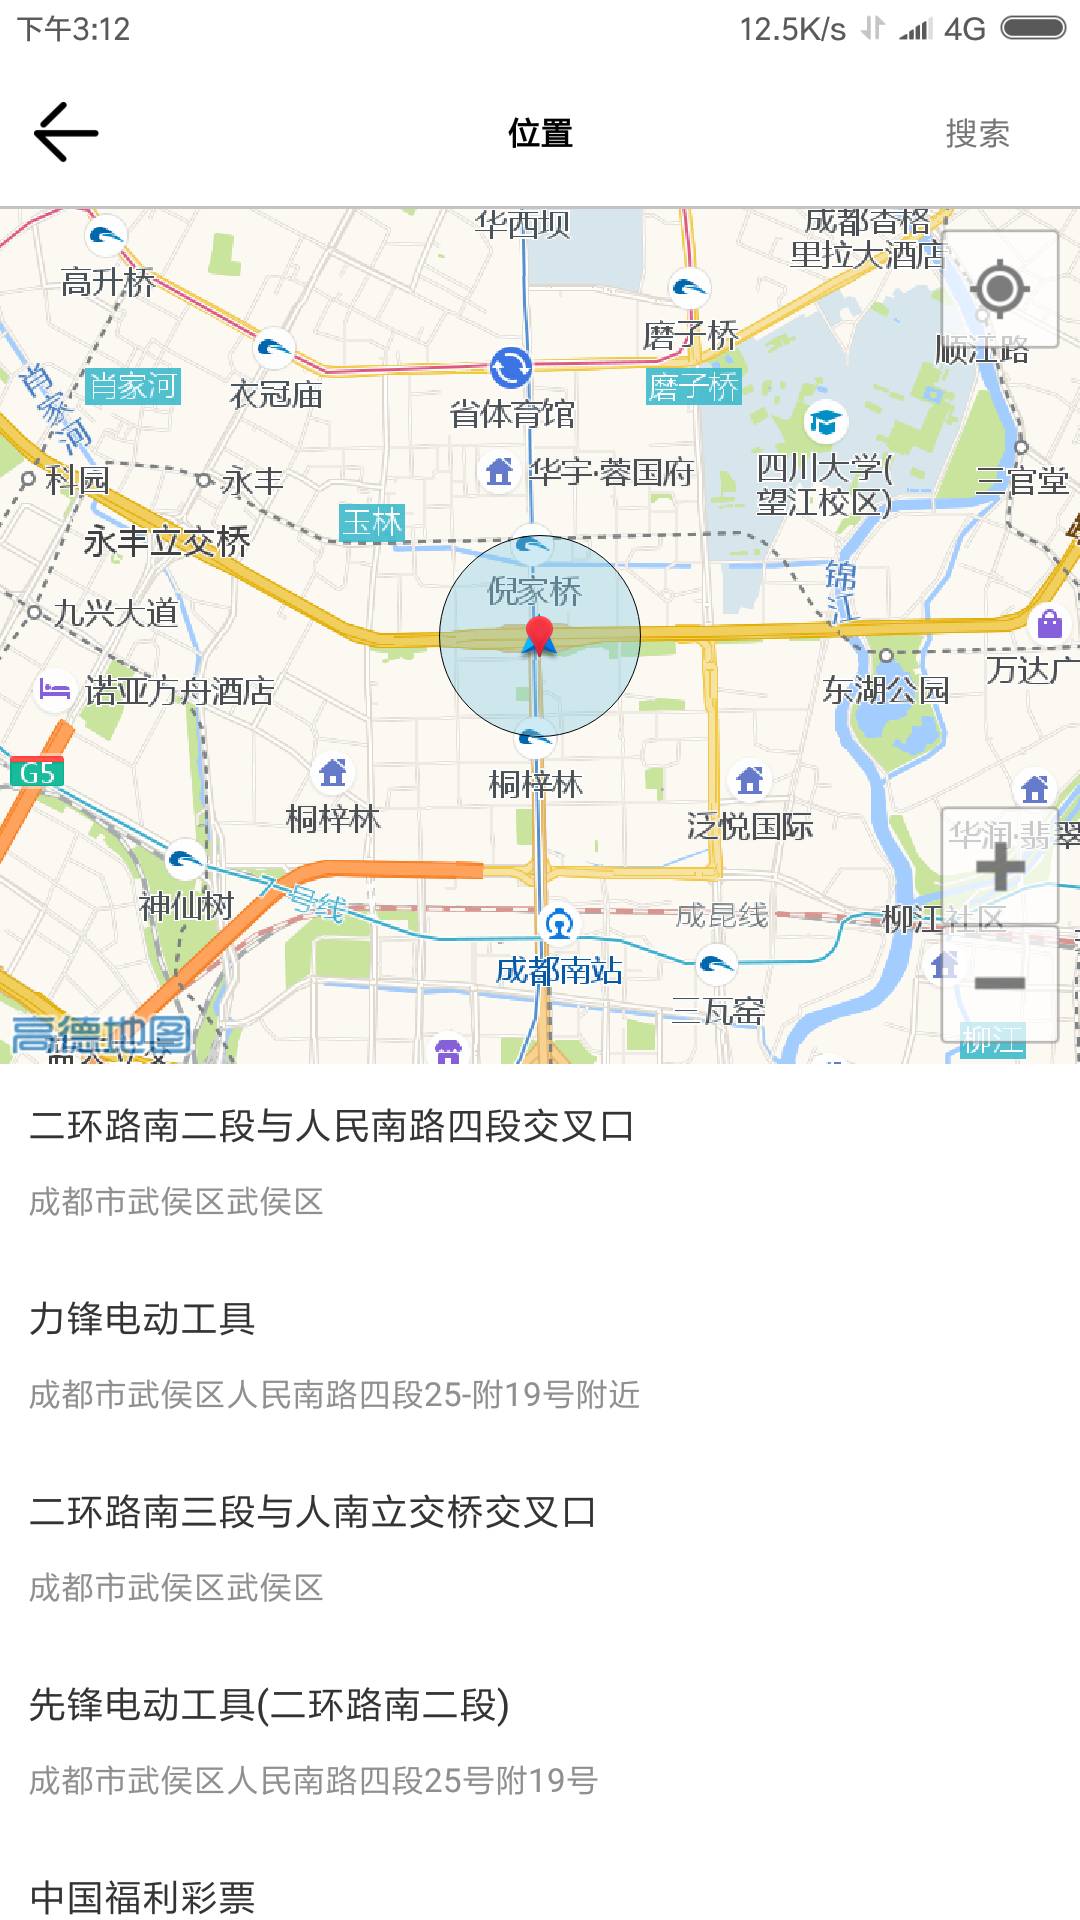 下午3:12
12.5K/s
4G
位置
搜索
华西坝
成都香格
里拉大酒店
高升桥
磨子桥
顺江路
肖家河
肖家河
衣冠庙
磨子桥
省体育馆
科园
永丰
华宇·蓉国府
四川大学(
望江校区)
三官堂
玉林
永丰立交桥
倪家桥
锦江
九兴大道
诺亚方舟酒店
东湖公园
万达广
G5
桐梓林
桐梓林
泛悦国际
华润·翡翠
神仙树
7号线
成昆线
柳江社区
成都南站
三瓦窑
高德地图
柳江
二环路南二段与人民南路四段交叉口
成都市武侯区武侯区
力锋电动工具
成都市武侯区人民南路四段25-附19号附近
二环路南三段与人南立交桥交叉口
成都市武侯区武侯区
先锋电动工具(二环路南二段)
成都市武侯区人民南路四段25号附19号
中国福利彩票